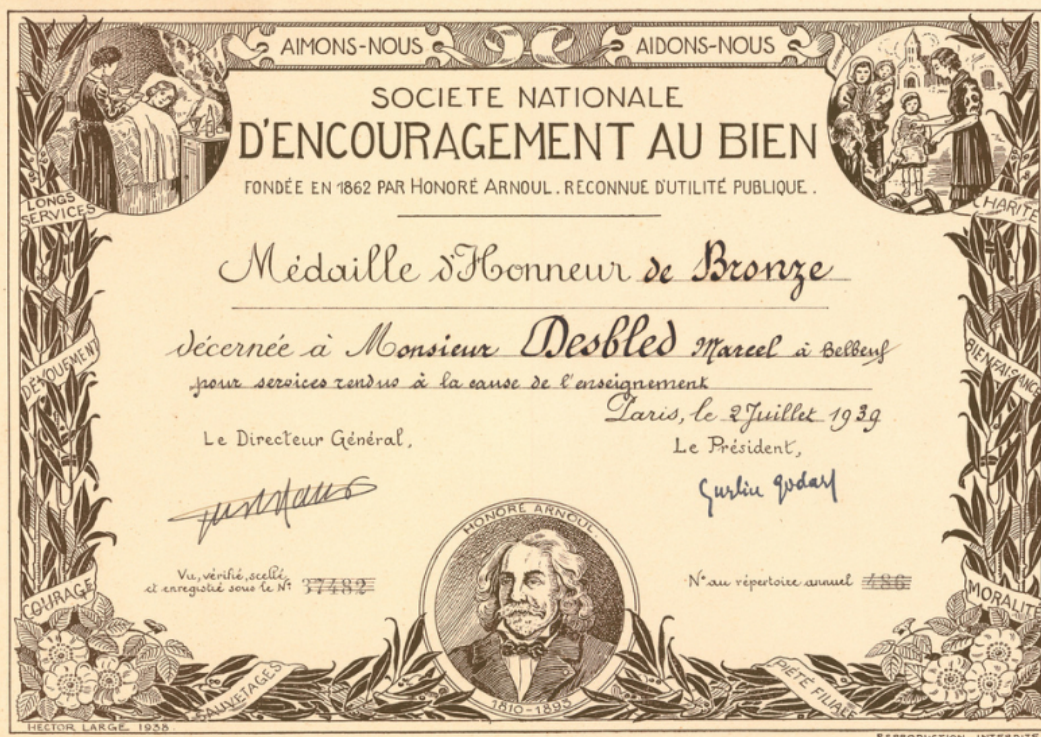 AIMONS-NOUS
AIDONS-NOUS
SOCIETE NATIONALE
D'ENCOURAGEMENT AU BIEN
FONDÉE EN 1862 PAR HONORÉ ARNOUL. RECONNUE D'UTILITÉ PUBLIQUE.
LONGS SERVICES
CHARITÉ
Médaille d'Honneur de Bronze
décernée à Monsieur Desbled Marcel à Belbeuf
pour services rendus à la cause de l'enseignement
Paris, le 2 Juillet 1939
DÉVOUEMENT
BIENFAISANCE
Le Directeur Général,
Le Président,
HONORÉ ARNOUL.
Vu, vérifié, scellé
et enregistré sous le N° 37482
N° au répertoire annuel 486
COURAGE
MORALITÉ
SAUVETAGES
PIÉTÉ FILIALE
1810-1893
HECTOR LARGE 1938.
REPRODUCTION INTERDITE